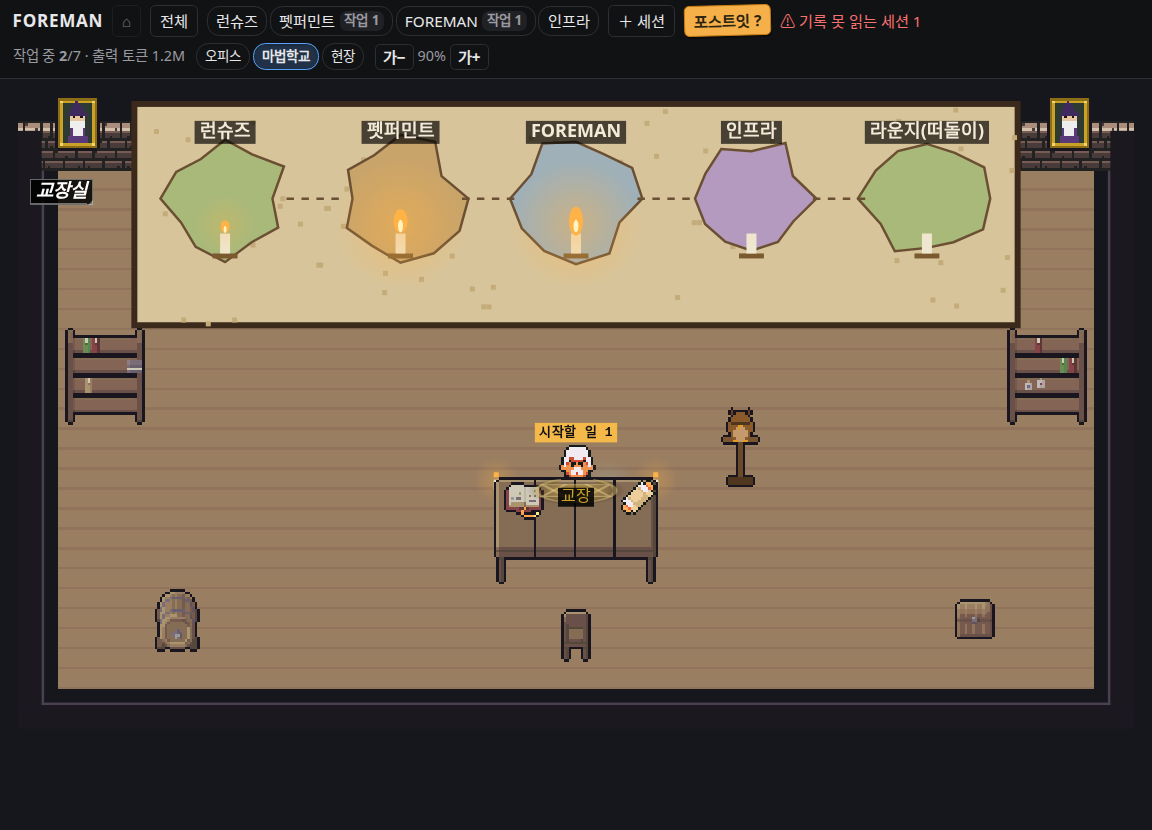 FOREMAN ⌂ 전체 런슈즈 펫퍼민트 작업 1 FOREMAN 작업 1 인프라 + 세션 포스트잇 ? ⚠ 기록 못 읽는 세션 1
작업 중 2/7 · 출력 토큰 1.2M 오피스 마법학교 현장 가− 90% 가+
런슈즈 펫퍼민트 FOREMAN 인프라 라운지(떠돌이)
교장실
시작할 일 1
교장